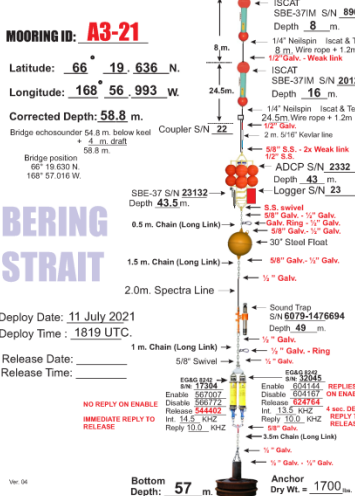 MOORING ID: A3-21
Latitude: 66° 19 . 636 N.
Longitude: 168° 56 . 993 W.
Corrected Depth: 58.8 m.
Bridge echosounder 54.8 m. below keel
+ 4 m. draft
58.8 m.
Bridge position
66° 19.630 N.
168° 57.016 W.
BERING
STRAIT
Deploy Date: 11 July 2021
Deploy Time : 1819 UTC.
Release Date:
Release Time:
Ver. 04
ISCAT
SBE-37IM S/N
Depth 8 m.
1/4" Neilspin Iscat & T
8 m. Wire rope + 1.2m
8 m.
1/2" Galv. - Weak link
ISCAT
SBE-37IM S/N
Depth 16 m.
24.5m.
1/4" Neilspin Iscat & Te
24.5m. Wire rope + 1.2m
Coupler S/N 22
1/2" Galv.
2 m. 5/16" Kevlar line
5/8" S.S. - 2x Weak link
1/2" S.S.
ADCP S/N 2332
Depth 43 m.
Logger S/N 23
SBE-37 S/N 23132
Depth 43.5 m.
S.S. swivel
5/8" Galv. - ½" Galv.
0.5 m. Chain (Long Link)
Galv. Ring - ½" Galv.
5/8" Galv.- ½" Galv.
30" Steel Float
1.5 m. Chain (Long Link)
5/8" Galv.- ½" Galv.
½ " Galv.
2.0m. Spectra Line
Sound Trap
S/N 6079-1476694
Depth 49 m.
½ " Galv.
1 m. Chain (Long Link)
½ " Galv. - Ring
5/8" Swivel
½ " Galv.
EG&G 8242
S/N: 17304
Enable 567007
Disable 566772
Release 544402
Int. 14.5 KHZ
Reply 10.0 KHZ
NO REPLY ON ENABLE
IMMEDIATE REPLY TO
RELEASE
EG&G 8242
S/N: 32045
Enable 604144
Disable 604167
Release 624764
Int. 13.5 KHZ
Reply 10.0 KHZ
REPLIES
ON ENAB
4 sec. DE
REPLY T
RELEAS
5/8" Galv.
3.5m Chain (Long Link)
½ " Galv.
½ " Galv. - ½" Galv.
Bottom
Depth: 57 m.
Anchor
Dry Wt. = 1700 lbs.